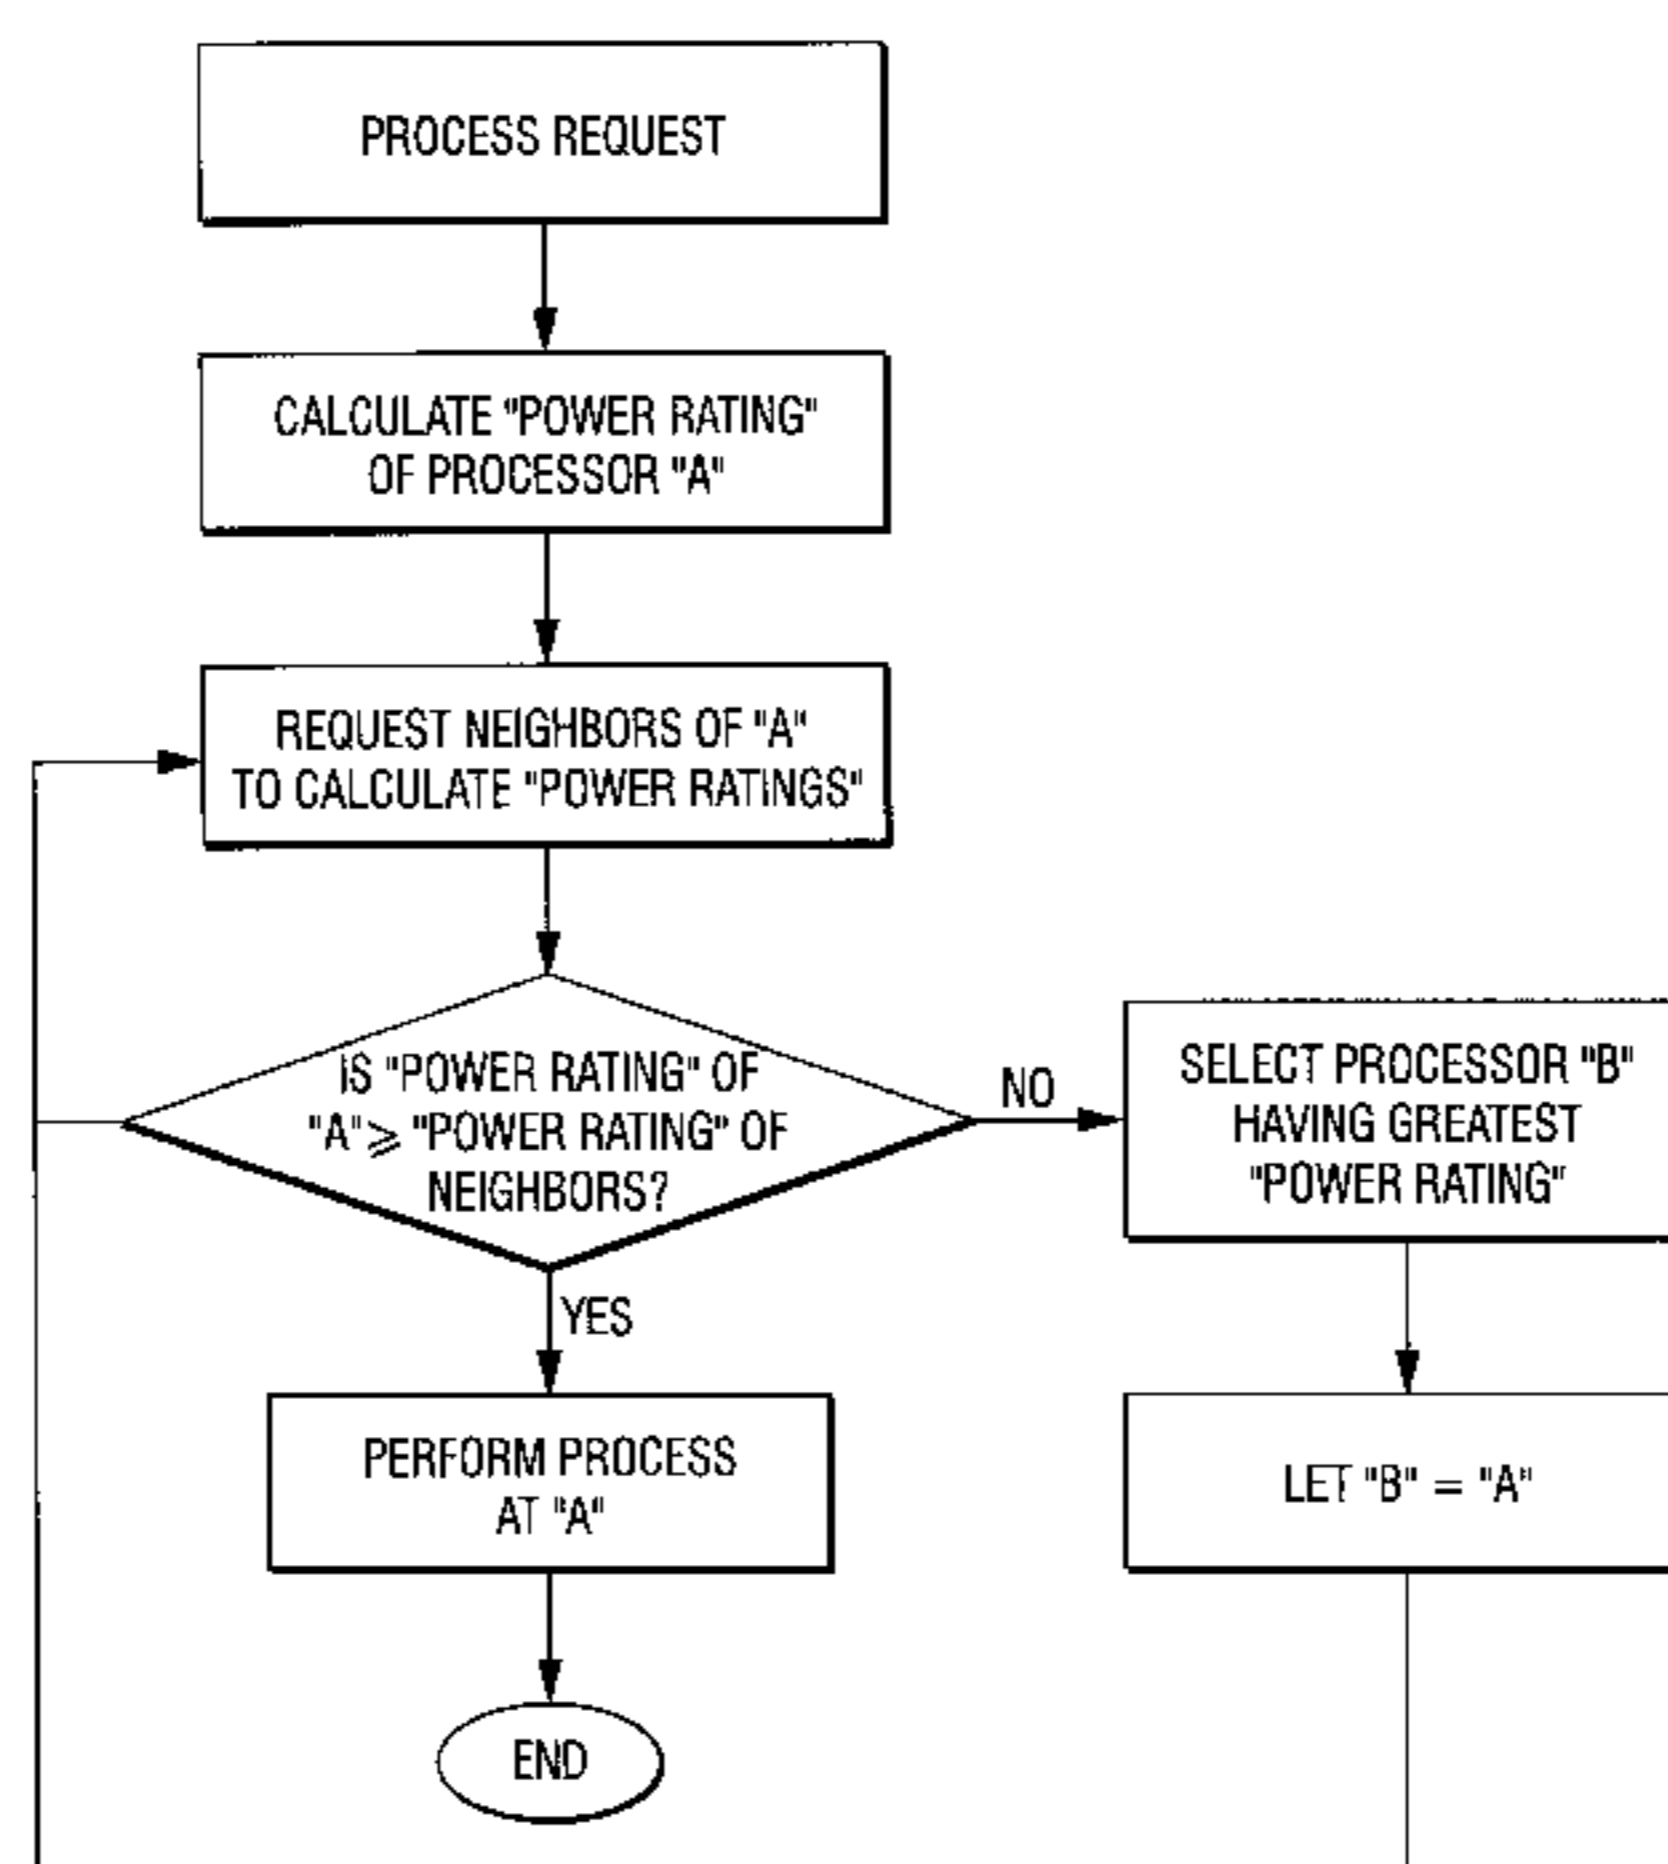 PROCESS REQUEST
CALCULATE "POWER RATING"
OF PROCESSOR "A"
REQUEST NEIGHBORS OF "A"
TO CALCULATE "POWER RATINGS"
IS "POWER RATING" OF
"A" ⩾ "POWER RATING" OF
NEIGHBORS?
NO
SELECT PROCESSOR "B"
HAVING GREATEST
"POWER RATING"
YES
PERFORM PROCESS
AT "A"
LET "B" = "A"
END